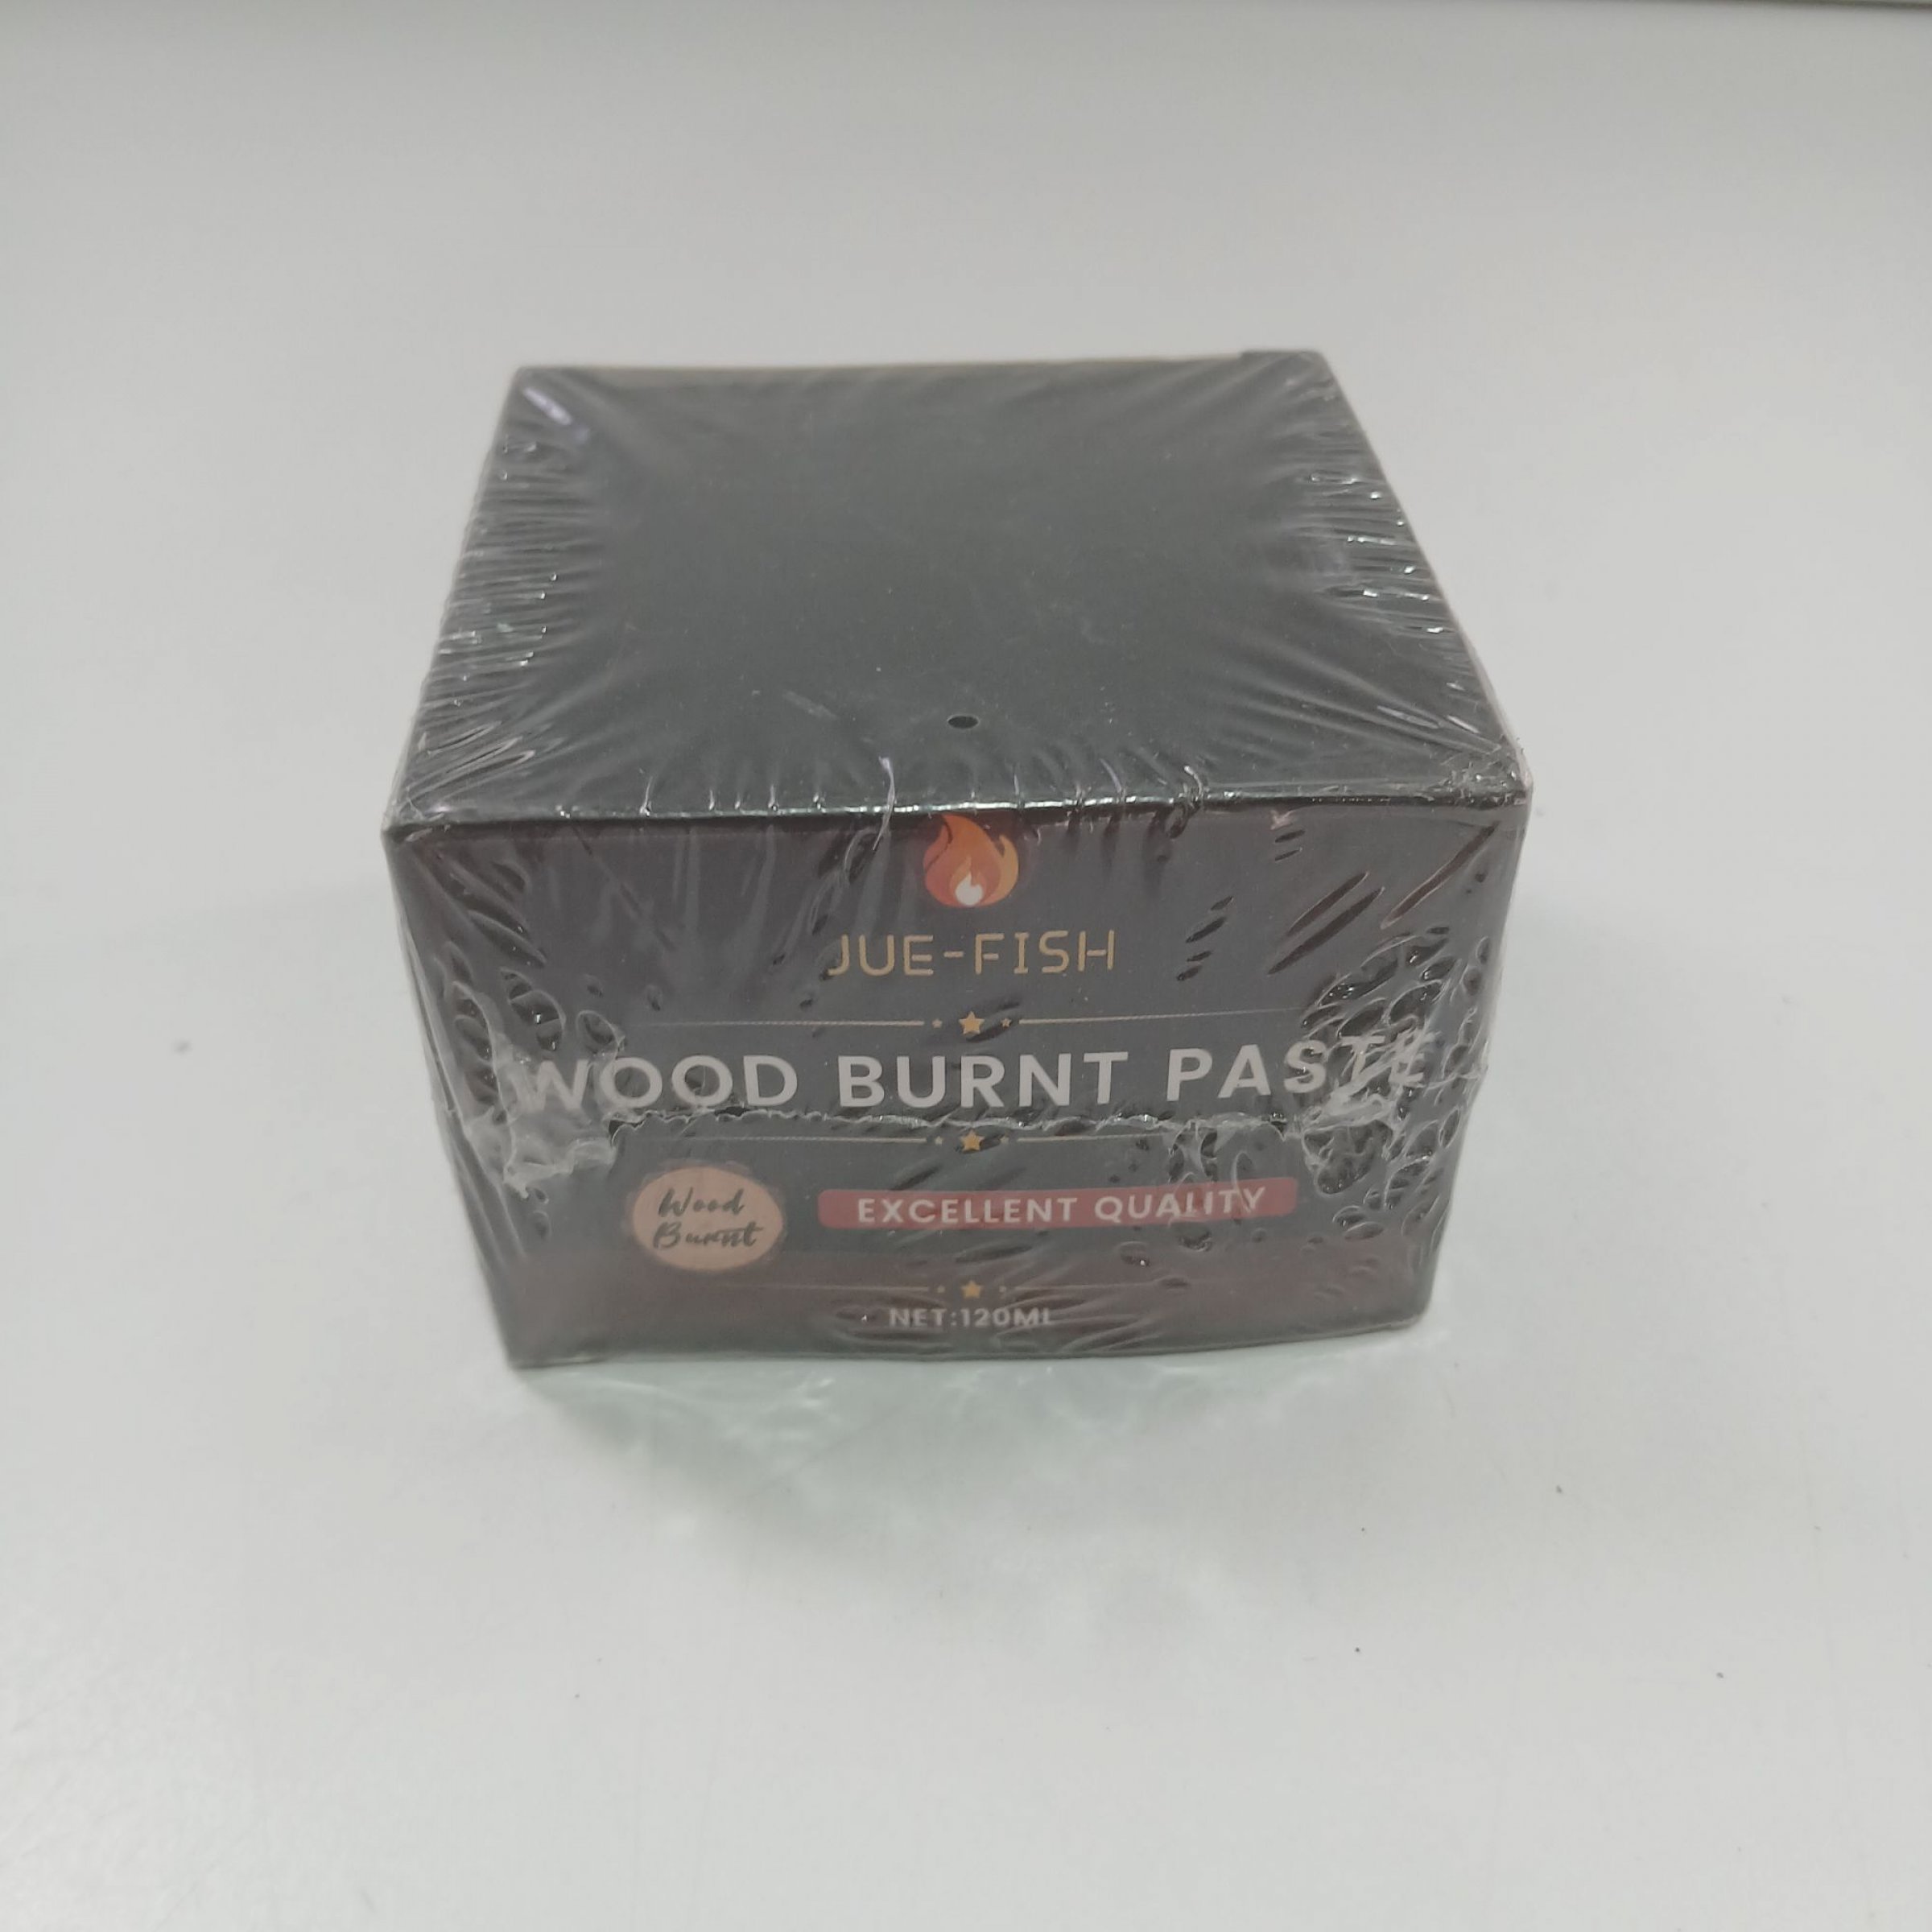 JUE-FISH
WOOD BURNT PASTE
Wood
Burnt
EXCELLENT QUALITY
NET:120ML